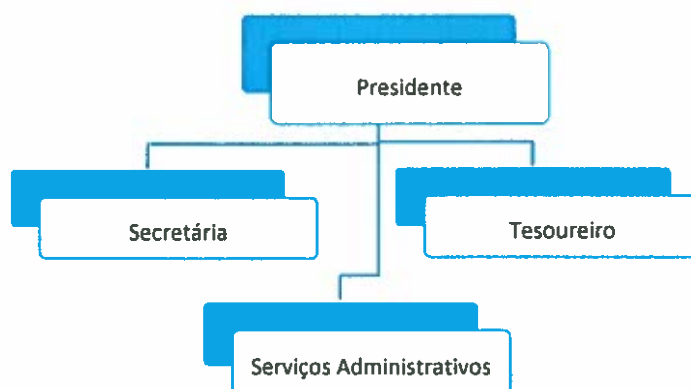 Presidente
Secretária
Tesoureiro
Serviços Administrativos